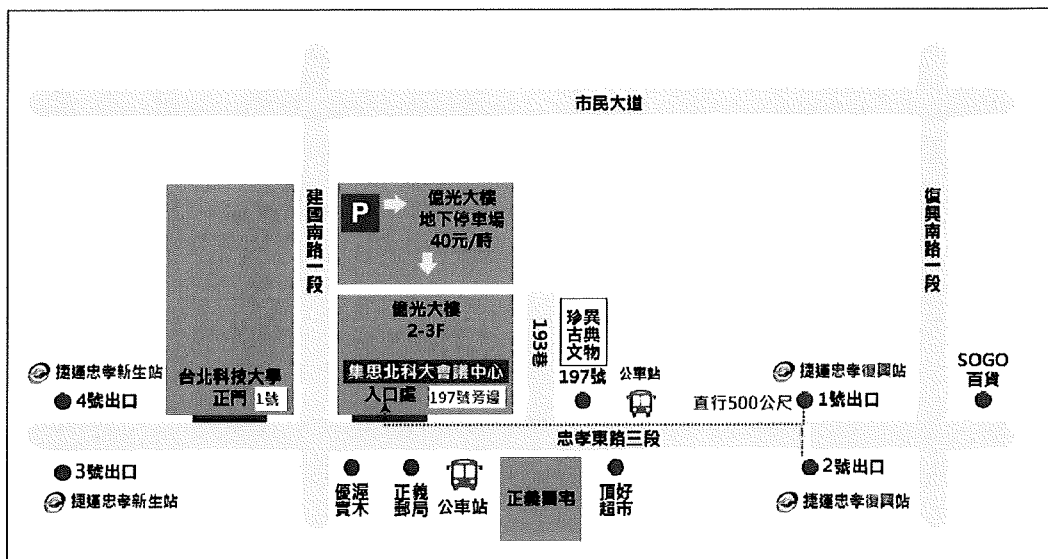 市民大道
建國南路一段
復興南路一段
P
億光大樓
地下停車場
40元/時
億光大樓
2-3F
集思北科大會議中心
入口處
197號旁邊
193巷
珍異
古典
文物
197號
公車站
台北科技大學
正門
1號
捷運忠孝新生站
4號出口
捷運忠孝復興站
直行500公尺
1號出口
SOGO
百貨
忠孝東路三段
3號出口
捷運忠孝新生站
優渥
實木
正義
郵局
公車站
正義國宅
頂好
超市
2號出口
捷運忠孝復興站